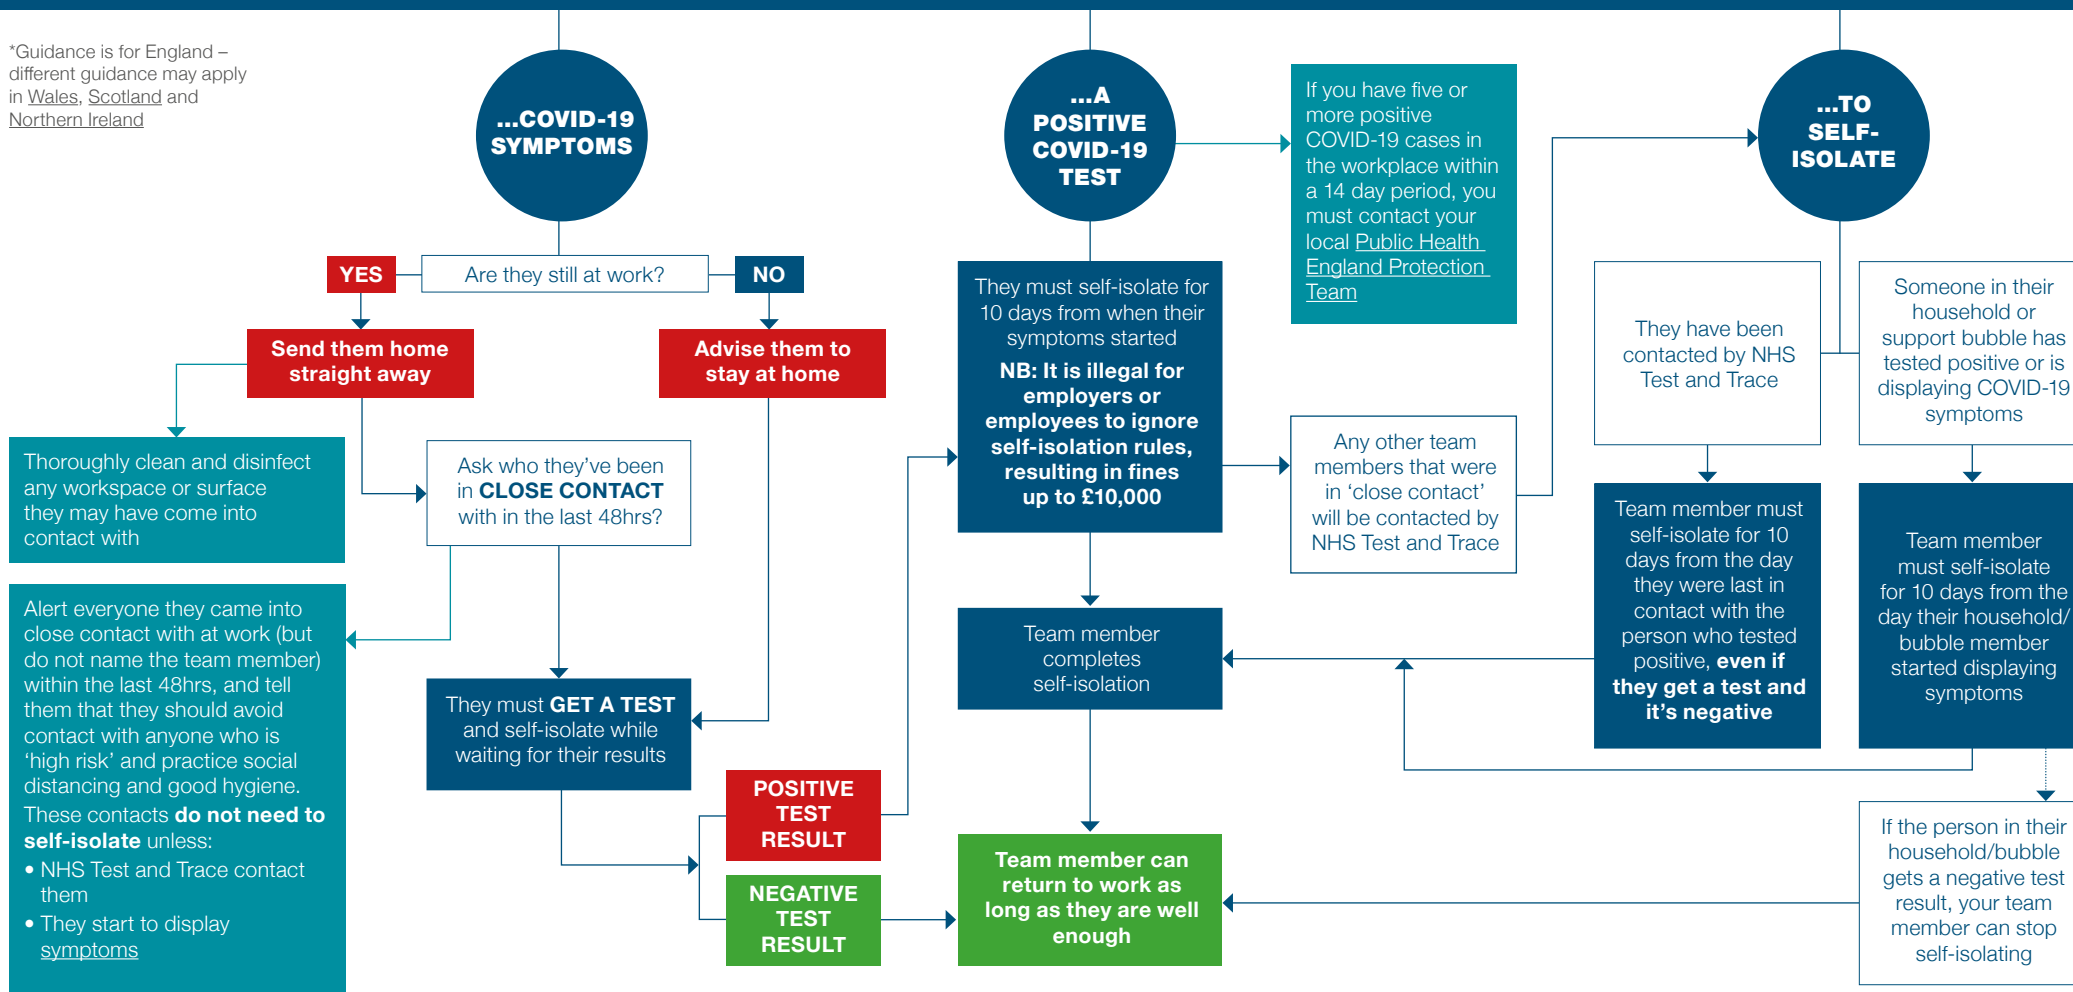 *Guidance is for England –
different guidance may apply
in Wales, Scotland and
Northern Ireland
...COVID-19
SYMPTOMS
Are they still at work?
YES
NO
Send them home
straight away
Advise them to
stay at home
Thoroughly clean and disinfect
any workspace or surface
they may have come into
contact with
Ask who they’ve been
in CLOSE CONTACT
with in the last 48hrs?
Alert everyone they came into
close contact with at work (but
do not name the team member)
within the last 48hrs, and tell
them that they should avoid
contact with anyone who is
‘high risk’ and practice social
distancing and good hygiene.
These contacts do not need to
self-isolate unless:
• NHS Test and Trace contact
them
• They start to display
symptoms
They must GET A TEST
and self-isolate while
waiting for their results
POSITIVE
TEST
RESULT
NEGATIVE
TEST
RESULT
...A
POSITIVE
COVID-19
TEST
If you have five or
more positive
COVID-19 cases in
the workplace within
a 14 day period, you
must contact your
local Public Health
England Protection
Team
They must self-isolate for
10 days from when their
symptoms started
NB: It is illegal for
employers or
employees to ignore
self-isolation rules,
resulting in fines
up to £10,000
Any other team
members that were
in ‘close contact’
will be contacted by
NHS Test and Trace
Team member
completes
self-isolation
Team member can
return to work as
long as they are well
enough
...TO
SELF-
ISOLATE
They have been
contacted by NHS
Test and Trace
Someone in their
household or
support bubble has
tested positive or is
displaying COVID-19
symptoms
Team member must
self-isolate for 10
days from the day
they were last in
contact with the
person who tested
positive, even if
they get a test and
it’s negative
Team member
must self-isolate
for 10 days from the
day their household/
bubble member
started displaying
symptoms
If the person in their
household/bubble
gets a negative test
result, your team
member can stop
self-isolating